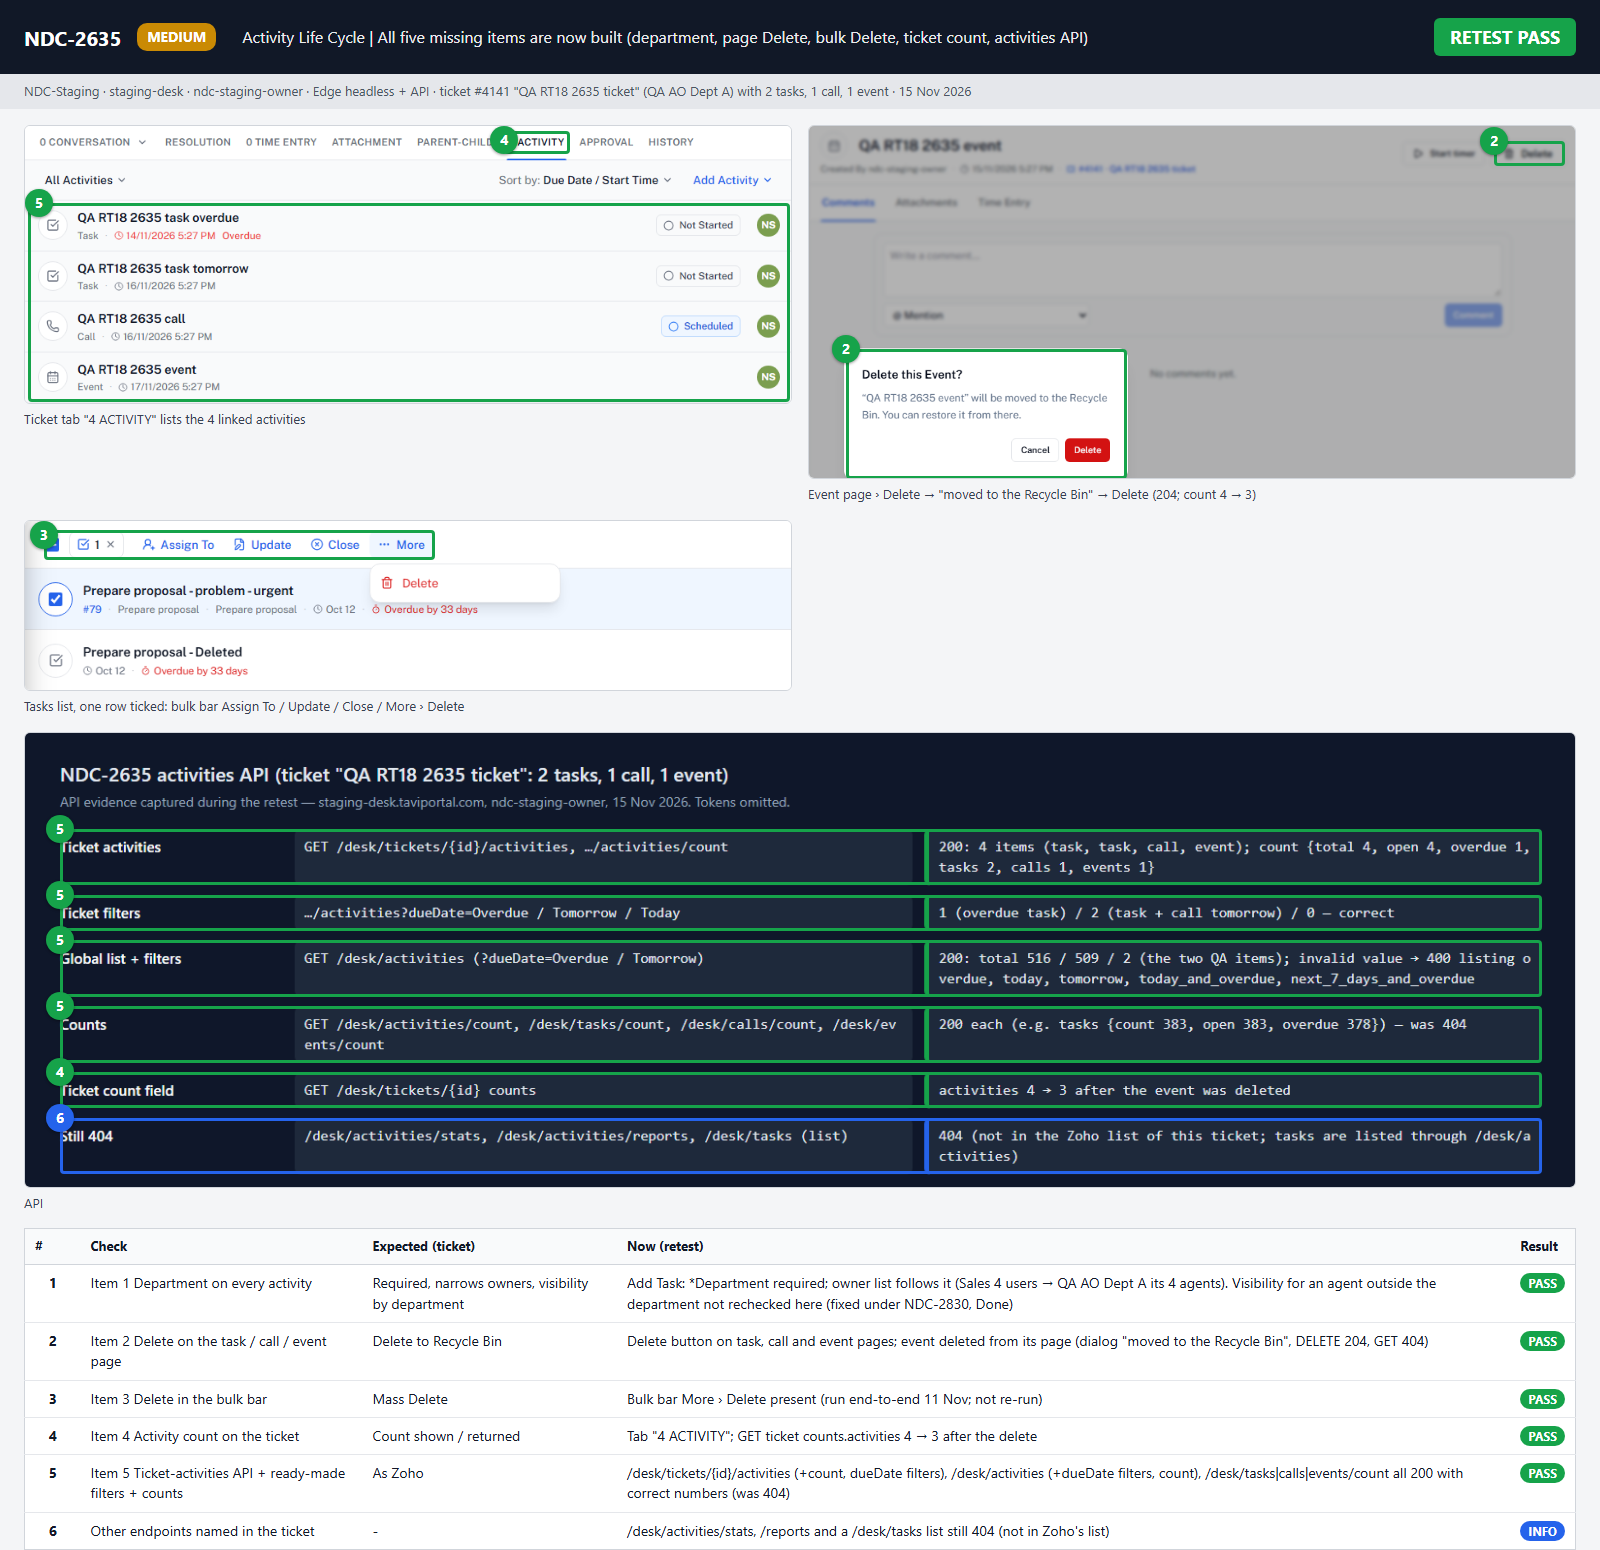 NDC-2635 MEDIUM Activity Life Cycle | All five missing items are now built (department, page Delete, bulk Delete, ticket count, activities API) RETEST PASS
NDC-Staging · staging-desk · ndc-staging-owner · Edge headless + API · ticket #4141 "QA RT18 2635 ticket" (QA AO Dept A) with 2 tasks, 1 call, 1 event · 15 Nov 2026
0 CONVERSATION RESOLUTION 0 TIME ENTRY ATTACHMENT PARENT-CHILD 4 ACTIVITY APPROVAL HISTORY
All Activities Sort by: Due Date / Start Time Add Activity
5
QA RT18 2635 task overdue
Task · 14/11/2026 5:27 PM Overdue Not Started NS
QA RT18 2635 task tomorrow
Task · 16/11/2026 5:27 PM Not Started NS
QA RT18 2635 call
Call · 16/11/2026 5:27 PM Scheduled NS
QA RT18 2635 event
Event · 17/11/2026 5:27 PM NS
Ticket tab "4 ACTIVITY" lists the 4 linked activities
QA RT18 2635 event
2
Start timer Delete
Created By ndc-staging-owner 15/11/2026 5:27 PM #4141 · QA RT18 2635 ticket
Comments Attachments Time Entry
Write a comment...
@ Mention Comment
No comments yet.
2
Delete this Event?
“QA RT18 2635 event” will be moved to the Recycle
Bin. You can restore it from there.
Cancel Delete
Event page › Delete → "moved to the Recycle Bin" → Delete (204; count 4 → 3)
3
1 × Assign To Update Close ··· More
Delete
Prepare proposal - problem - urgent
#79 · Prepare proposal · Prepare proposal · Oct 12 · Overdue by 33 days
Prepare proposal - Deleted
Oct 12 · Overdue by 33 days
Tasks list, one row ticked: bulk bar Assign To / Update / Close / More › Delete
NDC-2635 activities API (ticket "QA RT18 2635 ticket": 2 tasks, 1 call, 1 event)
API evidence captured during the retest — staging-desk.taviportal.com, ndc-staging-owner, 15 Nov 2026. Tokens omitted.
5
Ticket activities GET /desk/tickets/{id}/activities, …/activities/count 200: 4 items (task, task, call, event); count {total 4, open 4, overdue 1,
tasks 2, calls 1, events 1}
5
Ticket filters …/activities?dueDate=Overdue / Tomorrow / Today 1 (overdue task) / 2 (task + call tomorrow) / 0 — correct
5
Global list + filters GET /desk/activities (?dueDate=Overdue / Tomorrow) 200: total 516 / 509 / 2 (the two QA items); invalid value → 400 listing o
verdue, today, tomorrow, today_and_overdue, next_7_days_and_overdue
5
Counts GET /desk/activities/count, /desk/tasks/count, /desk/calls/count, /desk/ev 200 each (e.g. tasks {count 383, open 383, overdue 378}) — was 404
ents/count
4
Ticket count field GET /desk/tickets/{id} counts activities 4 → 3 after the event was deleted
6
Still 404 /desk/activities/stats, /desk/activities/reports, /desk/tasks (list) 404 (not in the Zoho list of this ticket; tasks are listed through /desk/a
ctivities)
API
# Check Expected (ticket) Now (retest) Result
1 Item 1 Department on every activity Required, narrows owners, visibility Add Task: *Department required; owner list follows it (Sales 4 users → QA AO Dept A its 4 agents). Visibility for an agent outside the PASS
by department department not rechecked here (fixed under NDC-2830, Done)
2 Item 2 Delete on the task / call / event Delete to Recycle Bin Delete button on task, call and event pages; event deleted from its page (dialog "moved to the Recycle Bin", DELETE 204, GET 404) PASS
page
3 Item 3 Delete in the bulk bar Mass Delete Bulk bar More › Delete present (run end-to-end 11 Nov; not re-run) PASS
4 Item 4 Activity count on the ticket Count shown / returned Tab "4 ACTIVITY"; GET ticket counts.activities 4 → 3 after the delete PASS
5 Item 5 Ticket-activities API + ready-made As Zoho /desk/tickets/{id}/activities (+count, dueDate filters), /desk/activities (+dueDate filters, count), /desk/tasks|calls|events/count all 200 with PASS
filters + counts correct numbers (was 404)
6 Other endpoints named in the ticket - /desk/activities/stats, /reports and a /desk/tasks list still 404 (not in Zoho's list) INFO